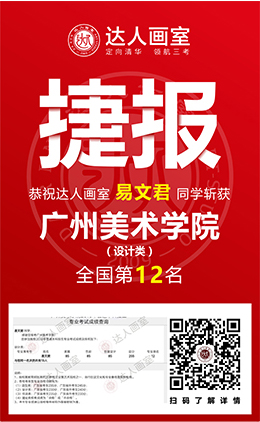 达人画室
定向清华 领航三考
捷报
恭祝达人画室 易文君 同学斩获
广州美术学院
(设计类)
全国第12名
专业考试成绩查询
扫码了解详情